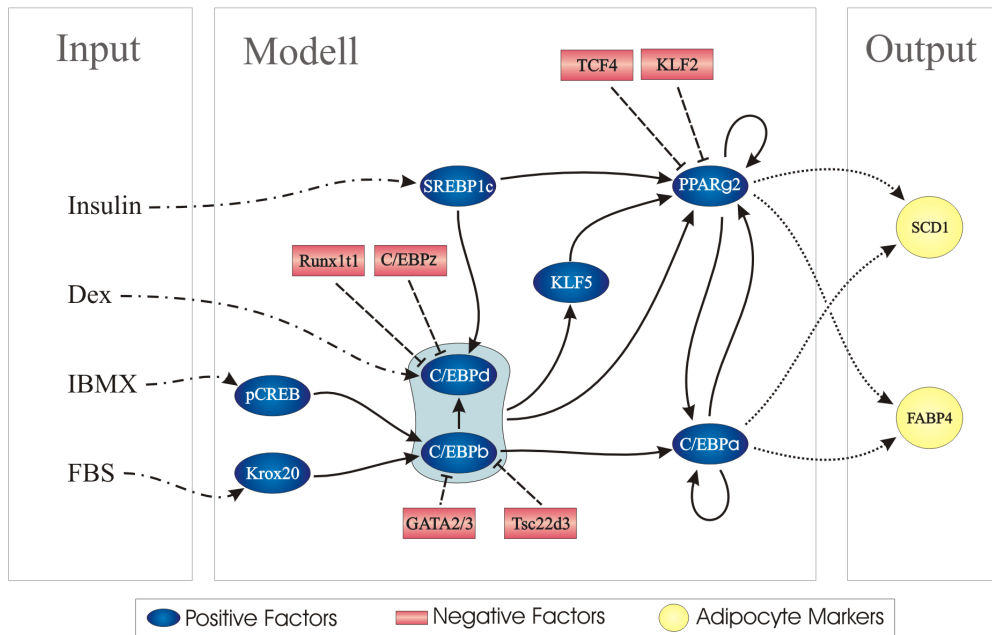 Input
Modell
Output
TCF4
KLF2
Insulin
SREBP1c
PPARg2
SCD1
Runx1t1
C/EBPz
KLF5
Dex
C/EBPd
IBMX
pCREB
FABP4
C/EBPb
C/EBPa
FBS
Krox20
GATA2/3
Tsc22d3
Positive Factors
Negative Factors
Adipocyte Markers